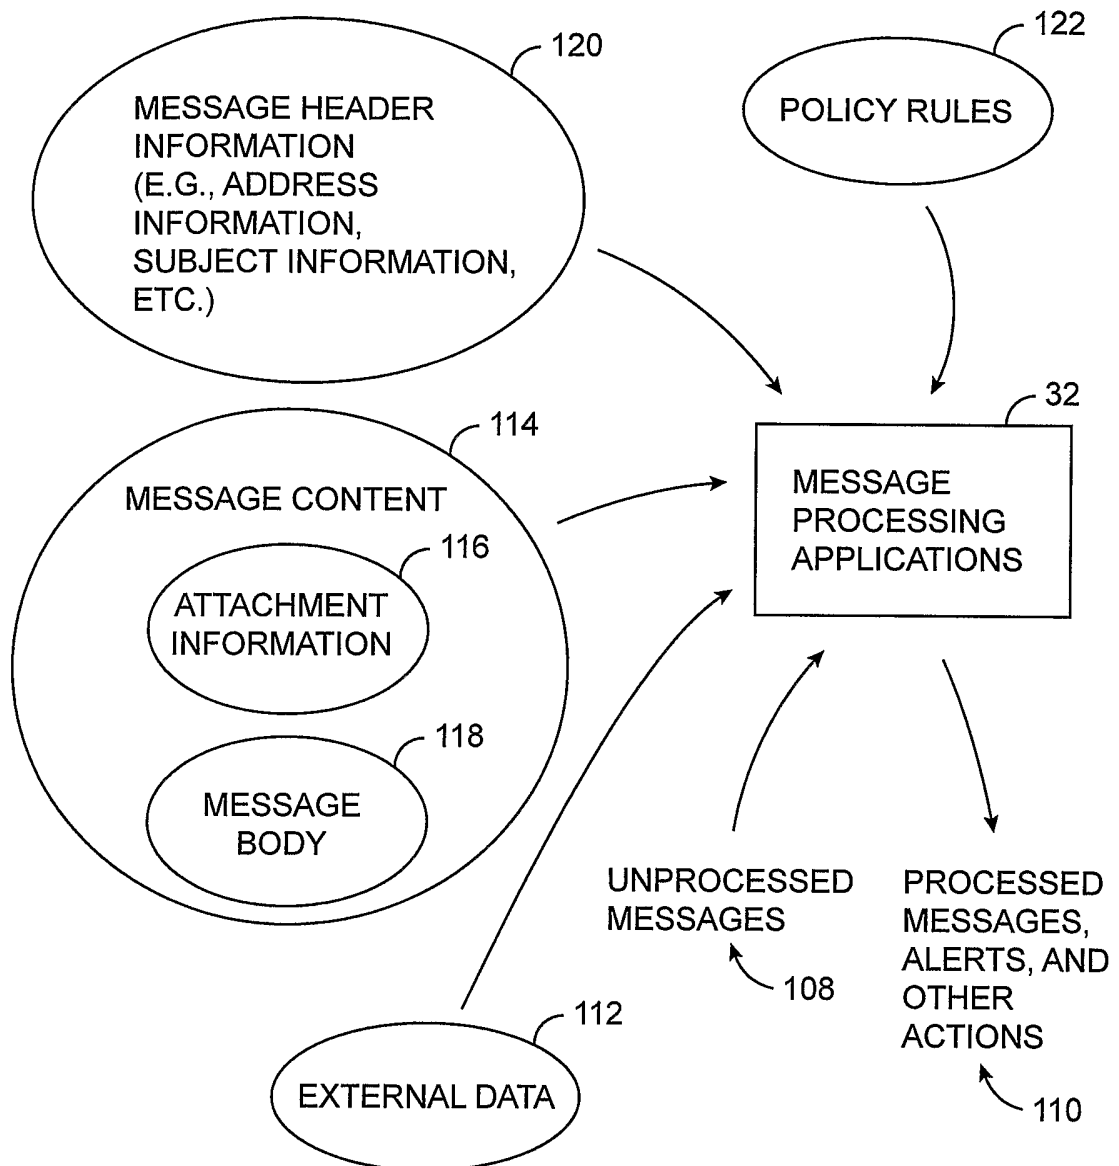 120
MESSAGE HEADER
INFORMATION
(E.G., ADDRESS
INFORMATION,
SUBJECT INFORMATION,
ETC.)
122
POLICY RULES
32
MESSAGE
PROCESSING
APPLICATIONS
114
MESSAGE CONTENT
116
ATTACHMENT
INFORMATION
118
MESSAGE
BODY
112
EXTERNAL DATA
UNPROCESSED
MESSAGES
108
PROCESSED
MESSAGES,
ALERTS, AND
OTHER
ACTIONS
110